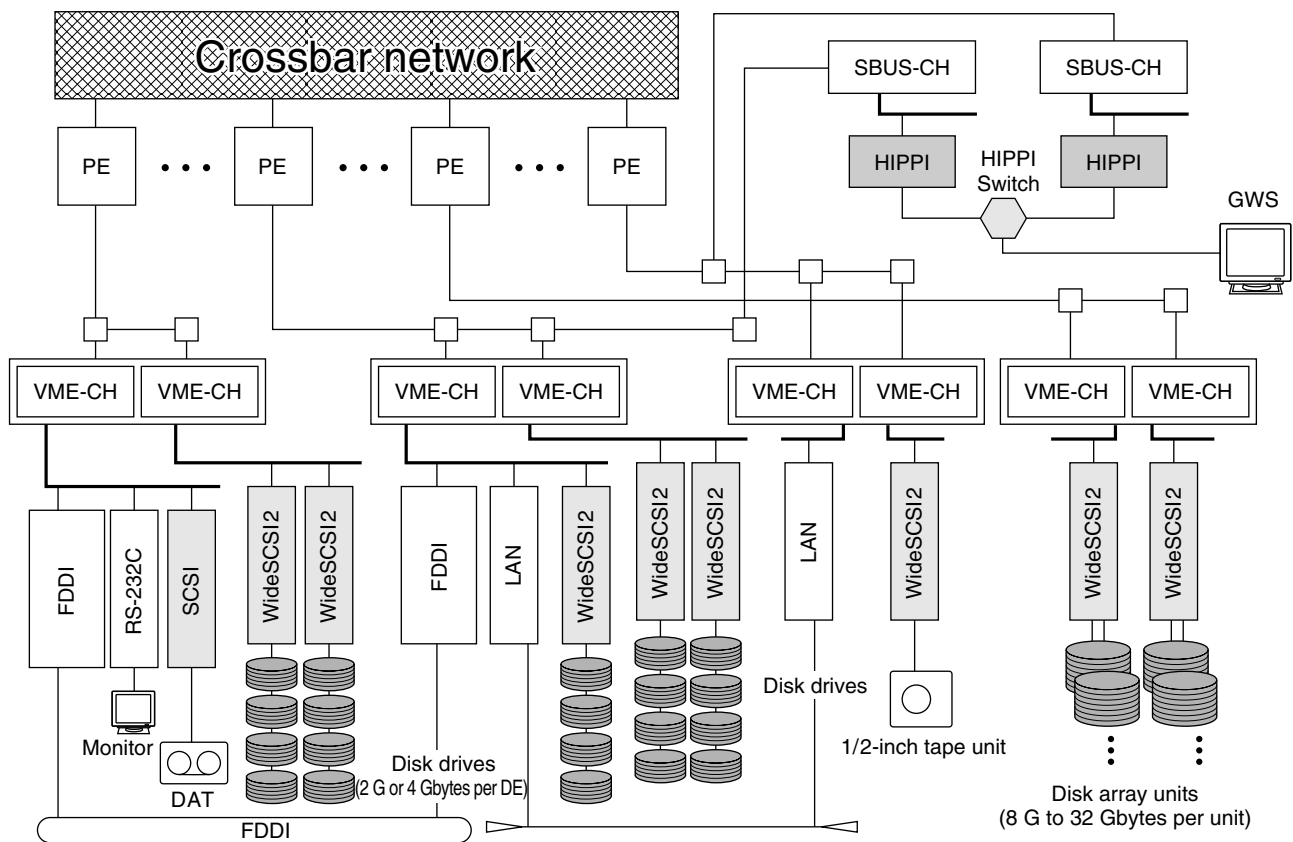 Crossbar network
SBUS-CH
SBUS-CH
PE
PE
PE
PE
HIPPI
HIPPI
Switch
HIPPI
GWS
VME-CH
VME-CH
VME-CH
VME-CH
VME-CH
VME-CH
VME-CH
VME-CH
FDDI
RS-232C
SCSI
WideSCSI2
WideSCSI2
FDDI
LAN
WideSCSI2
WideSCSI2
WideSCSI2
LAN
WideSCSI2
WideSCSI2
WideSCSI2
Monitor
DAT
Disk drives
(2 G or 4 Gbytes per DE)
Disk drives
1/2-inch tape unit
Disk array units
(8 G to 32 Gbytes per unit)
FDDI